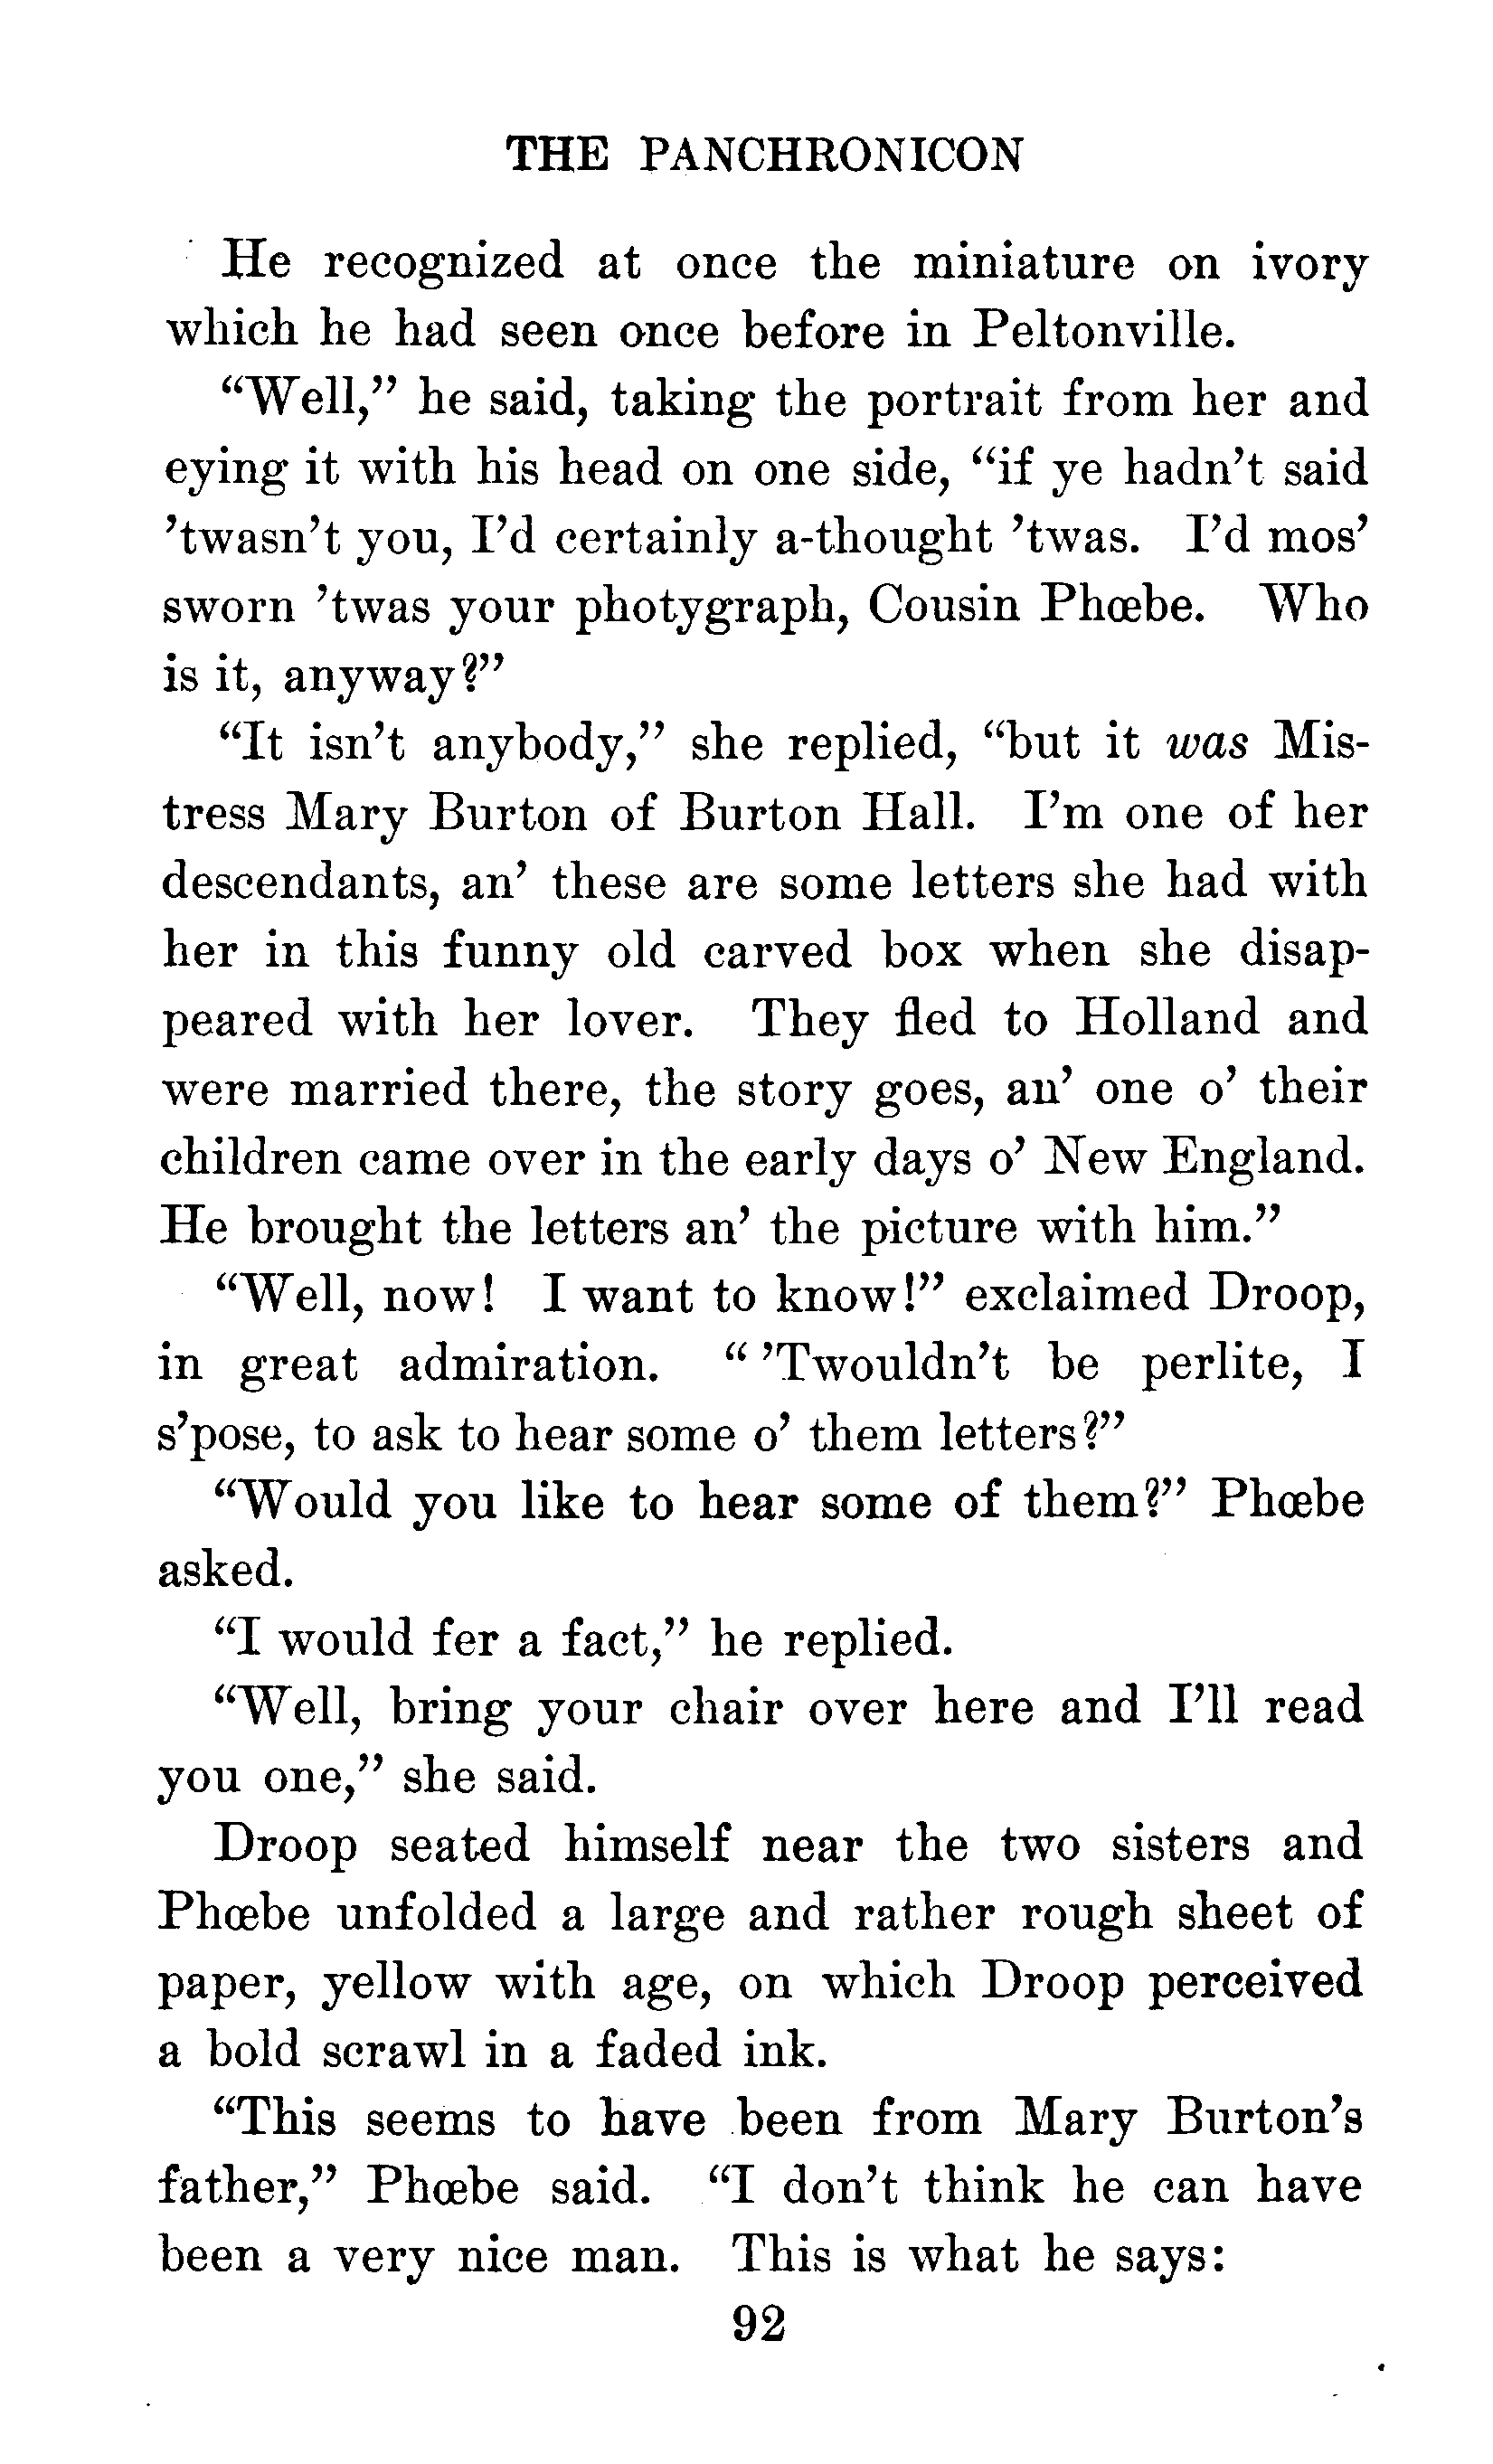 THE PANCHRONICON
He recognized at once the miniature on ivory
which he had seen once before in Peltonville.
“Well,” he said, taking the portrait from her and
eying it with his head on one side, “if ye hadn’t said
’twasn’t you, I’d certainly a-thought ’twas. I’d mos’
sworn ’twas your photygraph, Cousin Phœbe. Who
is it, anyway?”
“It isn’t anybody,” she replied, “but it was Mis-
tress Mary Burton of Burton Hall. I’m one of her
descendants, an’ these are some letters she had with
her in this funny old carved box when she disap-
peared with her lover. They fled to Holland and
were married there, the story goes, an’ one o’ their
children came over in the early days o’ New England.
He brought the letters an’ the picture with him.”
“Well, now! I want to know!” exclaimed Droop,
in great admiration. “ ’Twouldn’t be perlite, I
s’pose, to ask to hear some o’ them letters?”
“Would you like to hear some of them?” Phœbe
asked.
“I would fer a fact,” he replied.
“Well, bring your chair over here and I’ll read
you one,” she said.
Droop seated himself near the two sisters and
Phœbe unfolded a large and rather rough sheet of
paper, yellow with age, on which Droop perceived
a bold scrawl in a faded ink.
“This seems to have been from Mary Burton’s
father,” Phœbe said. “I don’t think he can have
been a very nice man. This is what he says:
92